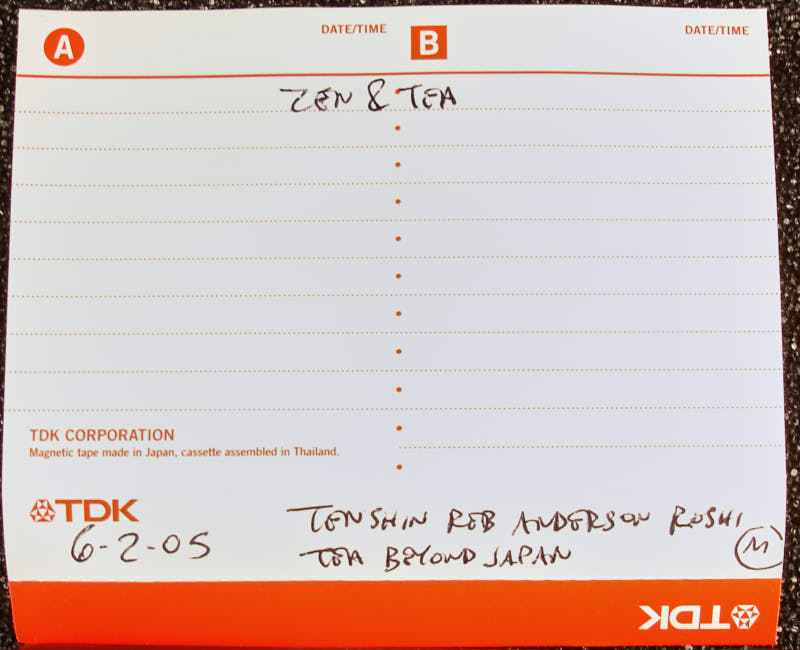 A DATE/TIME B DATE/TIME
ZEN & TEA
TDK CORPORATION
Magnetic tape made in Japan, cassette assembled in Thailand.
TDK
TENSHIN REB ANDERSON ROSHI
6-2-05
TEA BEYOND JAPAN
M
TDK